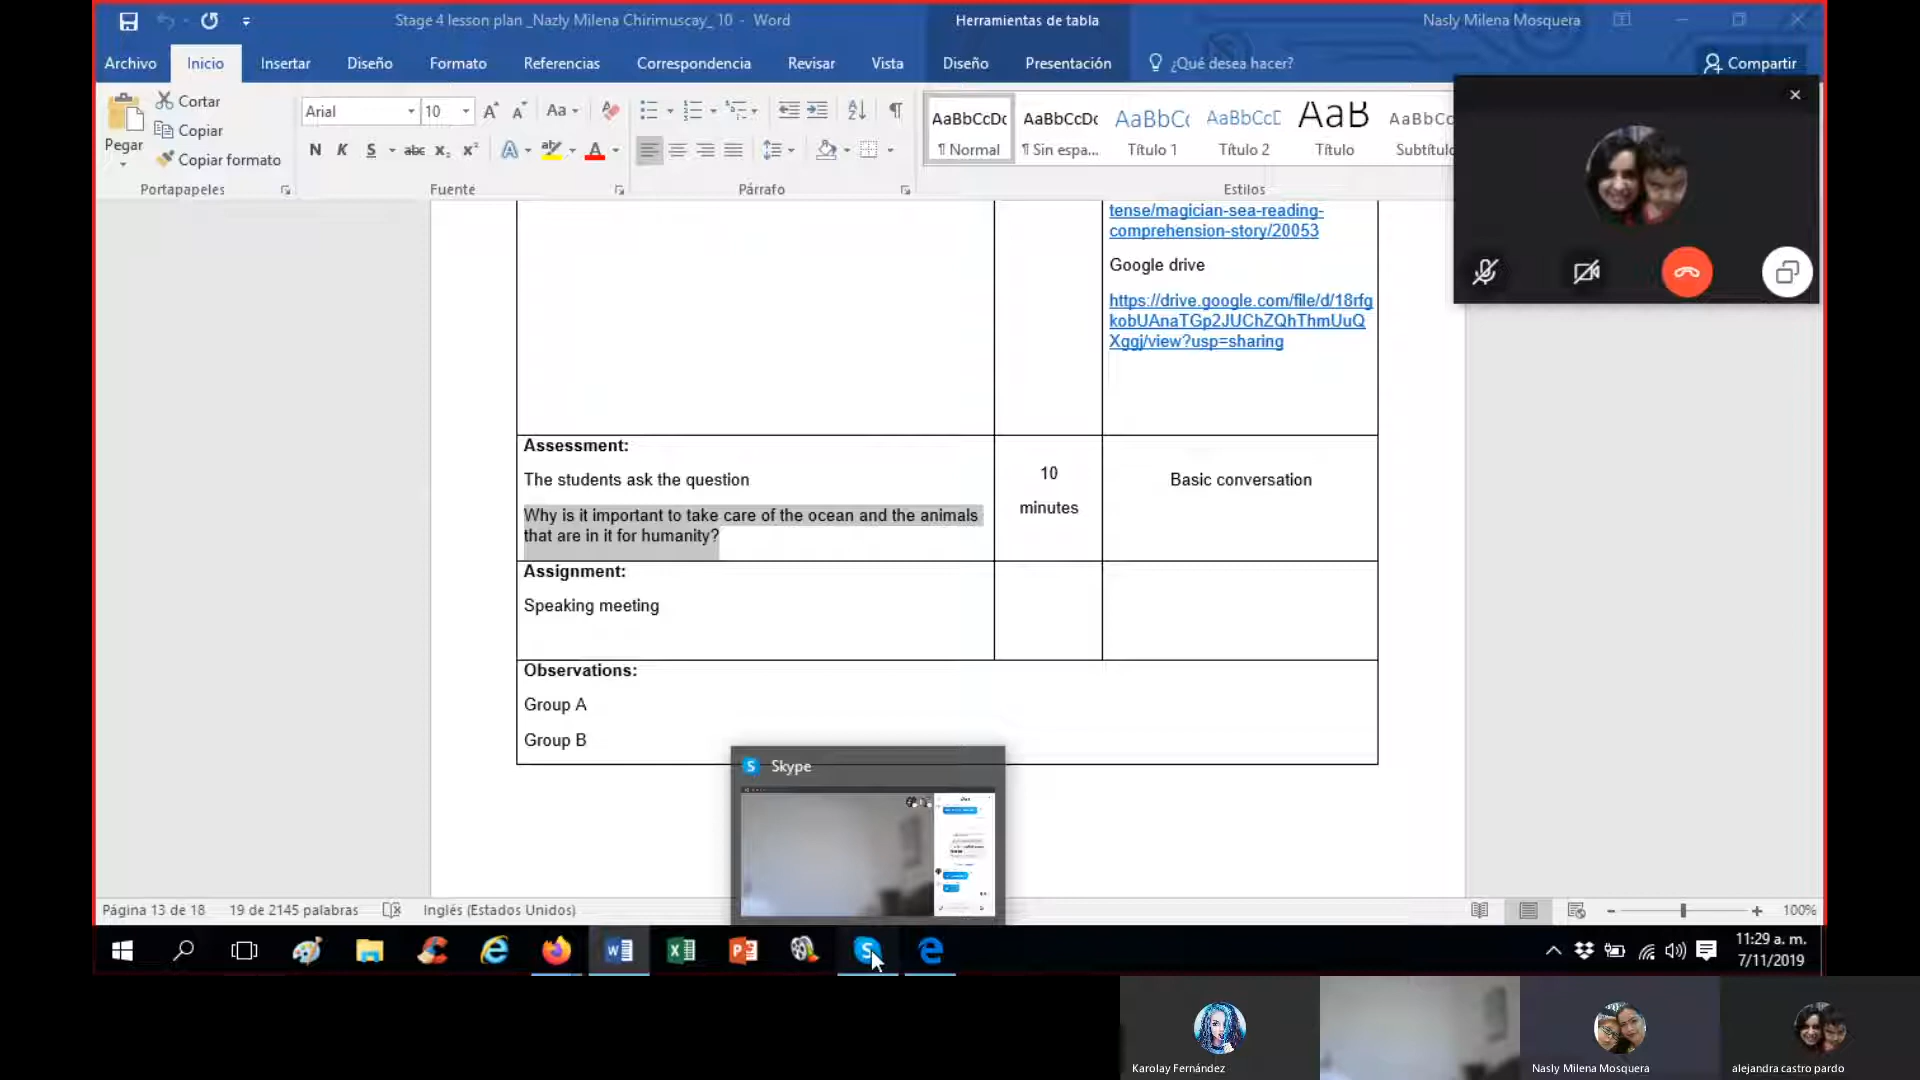 Stage 4 lesson plan _Nazly Milena Chirimuscay_ 10 - Word
Herramientas de tabla
Nasly Milena Mosquera
Archivo Inicio Insertar Diseño Formato Referencias Correspondencia Revisar Vista Diseño Presentación ¿Qué desea hacer? Compartir
Pegar
Cortar
Copiar
Copiar formato
Portapapeles
Arial 10
N K S abc x₂ x²
Fuente
Párrafo
AaBbCcDc AaBbCcDc AaBbC AaBbCcD AaB AaBbCc
¶ Normal ¶ Sin espa... Título 1 Título 2 Título Subtítulo
Estilos
tense/magician-sea-reading-
comprehension-story/20053
Google drive
https://drive.google.com/file/d/18rfg
kobUAnaTGp2JUChZQhThmUuQ
Xggj/view?usp=sharing
Assessment:
The students ask the question
Why is it important to take care of the ocean and the animals
that are in it for humanity?
10
minutes
Basic conversation
Assignment:
Speaking meeting
Observations:
Group A
Group B
Skype
Página 13 de 18 19 de 2145 palabras Inglés (Estados Unidos) 100%
11:29 a. m.
7/11/2019
Karolay Fernández
Nasly Milena Mosquera
alejandra castro pardo